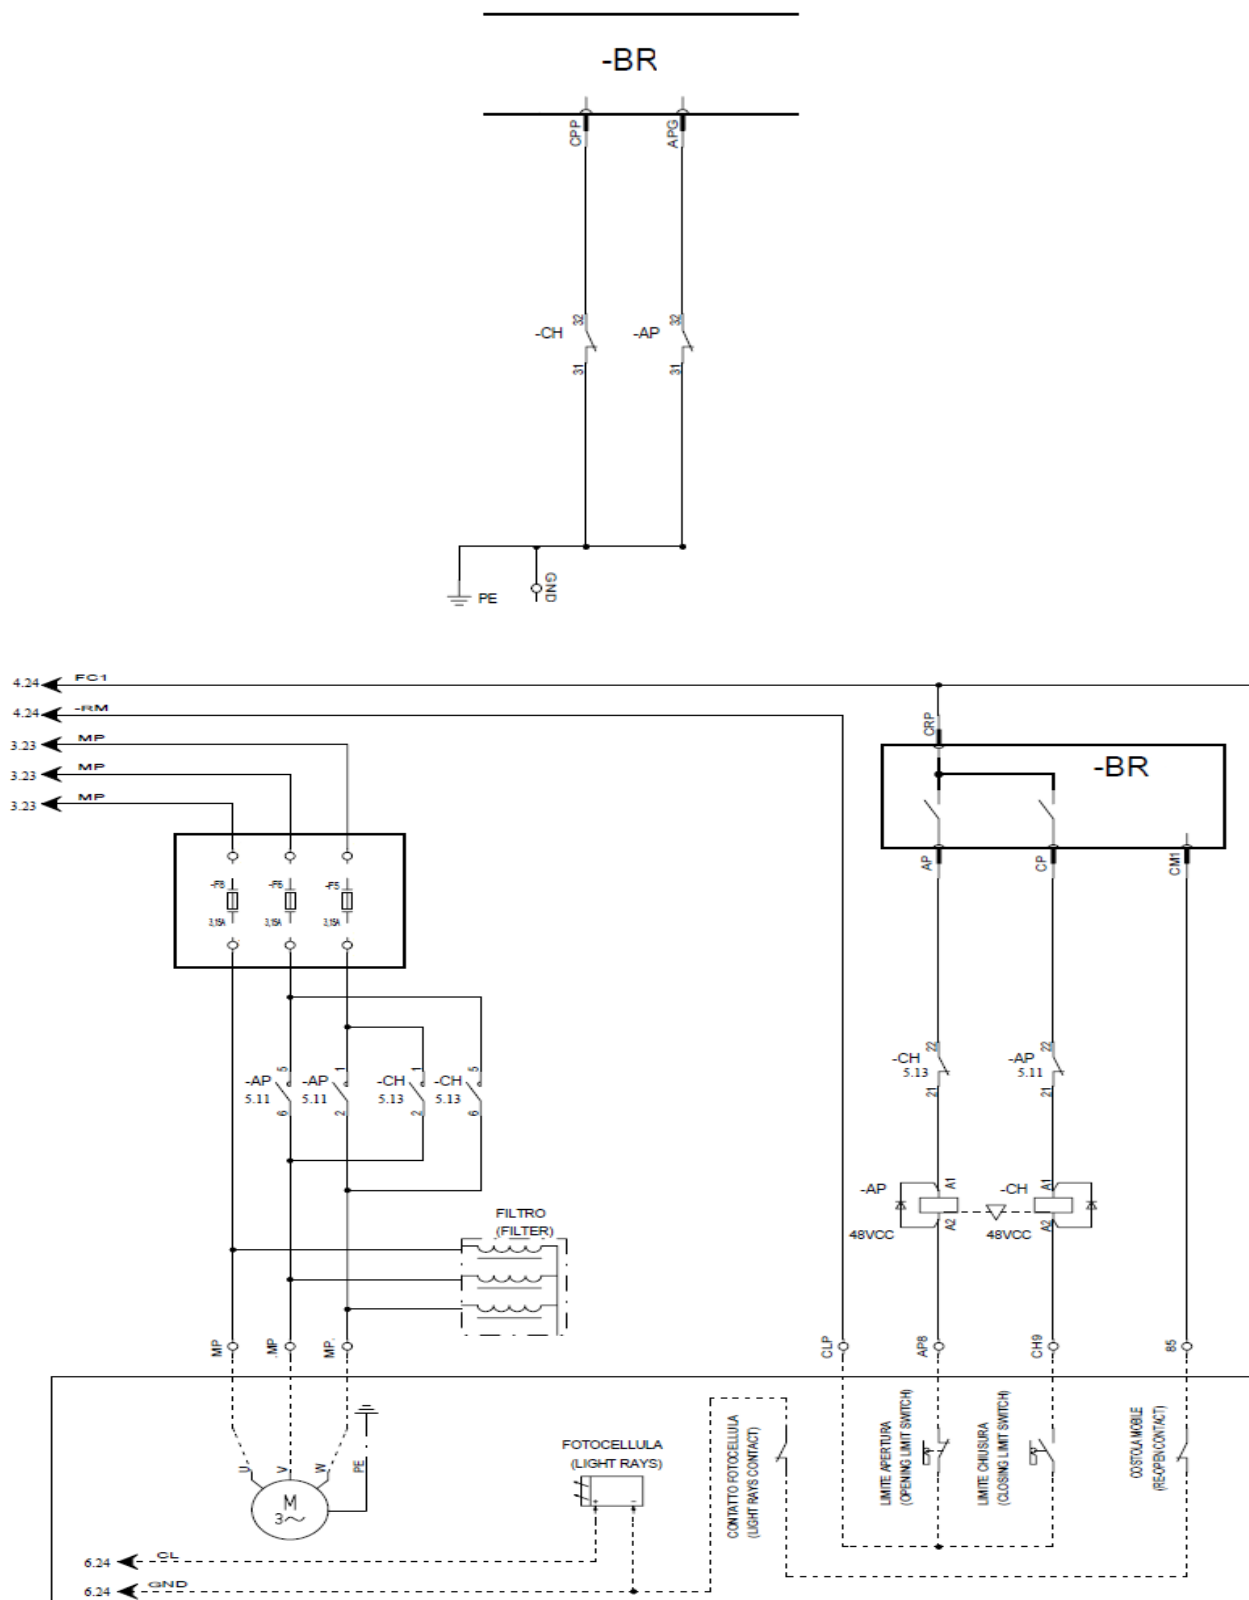 -BR
CPP APG
32 32
-CH -AP
31 31
GND
PE
4.24 FC1
4.24 -RM
3.23 MP
3.23 MP
3.23 MP
CRP
-BR
AP CP CM1
-F8 -F6 -F5
3,15A 3,15A 3,15A
22 22
-CH -AP
5.13 5.11
21 21
5 1 1 5
-AP -AP -CH -CH
5.11 5.11 5.13 5.13
6 2 2 6
A1 A1
-AP -CH
A2 A2
48VCC 48VCC
FILTRO
(FILTER)
MP .MP MP. CLP AP8 CH9 85
FOTOCELLULA
(LIGHT RAYS)
CONTATTO FOTOCELLULA
(LIGHT RAYS CONTACT)
LIMITE APERTURA
(OPENING LIMIT SWITCH)
LIMITE CHIUSURA
(CLOSING LIMIT SWITCH)
COSTOLA MOBILE
(RE-OPEN CONTACT)
U V W PE
M
3~
+ -
6.24 CL
6.24 GND